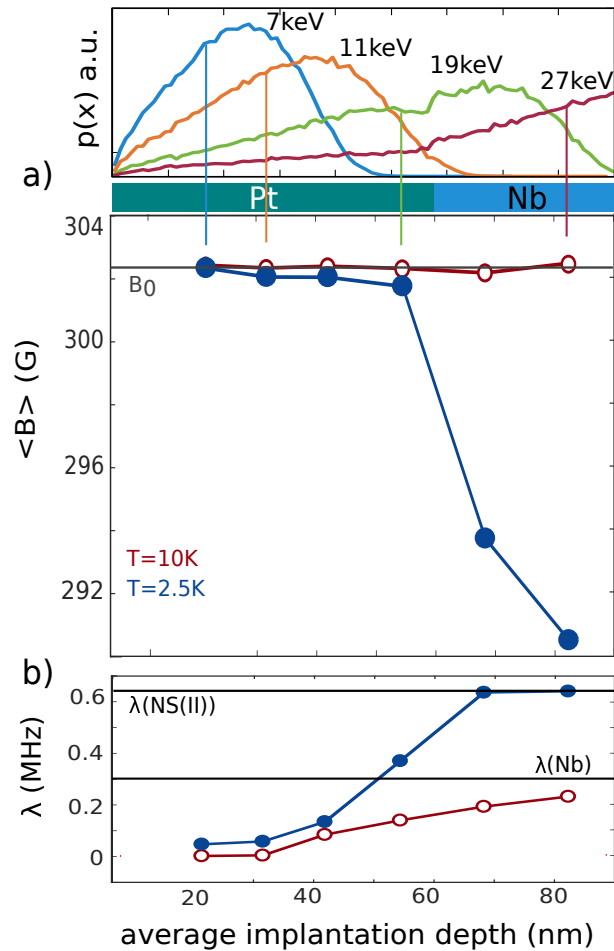 7keV
11keV
19keV
27keV
p(x) a.u.
a)
Pt
Nb
304
B0
300
<B> (G)
296
T=10K
T=2.5K
292
b)
0.6
λ(NS(II))
0.4
λ(Nb)
λ (MHz)
0.2
0
20 40 60 80
average implantation depth (nm)